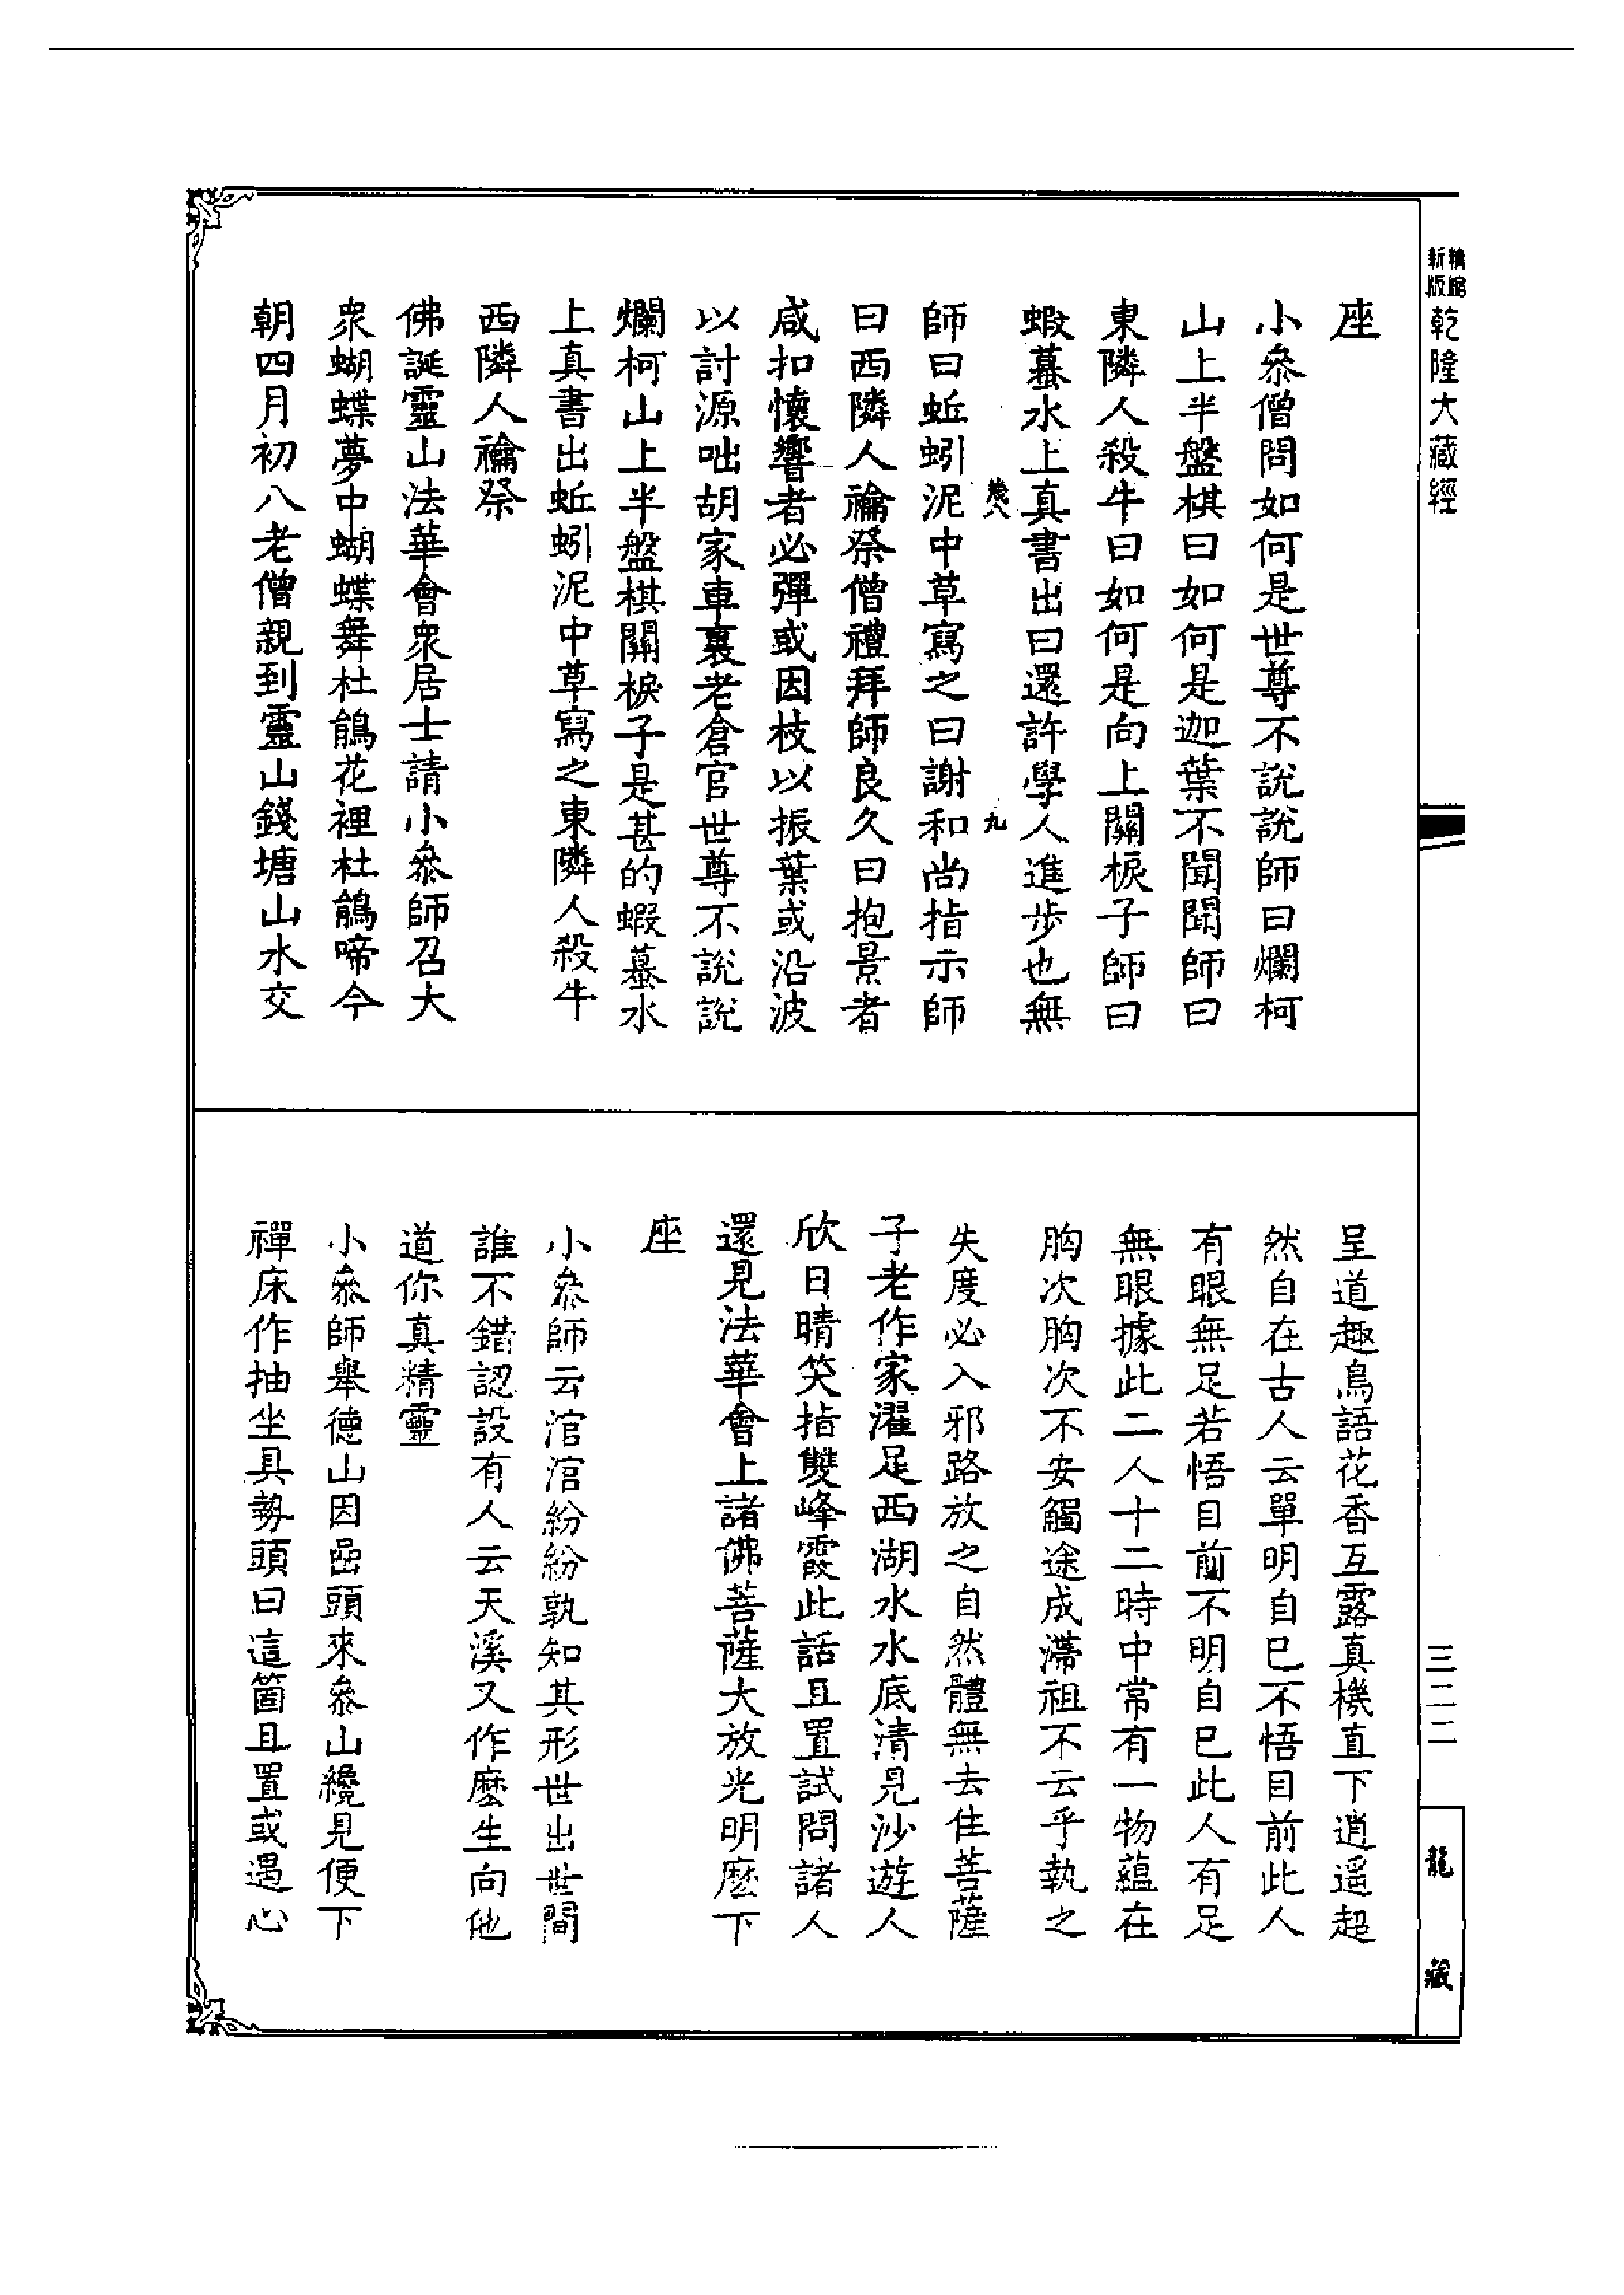 精縮
新版
乾隆大藏經
座
小叅僧問如何是世尊不說說師曰爛柯
山上半盤棋曰如何是迦葉不聞聞師曰
東隣人殺牛曰如何是向上關棙子師曰
蝦蟇水上真書出曰還許學人進步也無
幾八
九
師曰蚯蚓泥中草寫之曰謝和尚指示師
曰西隣人禴祭僧禮拜師良久曰抱景者
咸扣懷響者必彈或因枝以振葉或沿波
以討源咄胡家車裏老倉官世尊不說說
爛柯山上半盤棋關棙子是甚的蝦蟇水
上真書出蚯蚓泥中草寫之東隣人殺牛
西隣人禴祭
佛誕靈山法華會衆居士請小叅師召大
衆蝴蝶夢中蝴蝶舞杜鵑花裡杜鵑啼今
朝四月初八老僧親到靈山錢塘山水交
呈道趣鳥語花香互露真機直下逍遥超
然自在古人云單明自巳不悟目前此人
有眼無足若悟目前不明自巳此人有足
無眼據此二人十二時中常有一物蘊在
胸次胸次不安觸途成滯祖不云乎執之
失度必入邪路放之自然體無去住菩薩
子老作家濯足西湖水水底清見沙遊人
欣日晴笑指雙峰霞此話且置試問諸人
還見法華會上諸佛菩薩大放光明麼下
座
小叅師云涫涫紛紛孰知其形世出世間
誰不錯認設有人云天溪又作麼生向他
道你真精靈
小叅師舉德山因嵒頭來叅山纔見便下
禪床作抽坐具勢頭曰這箇且置或遇心
三二二
龍藏